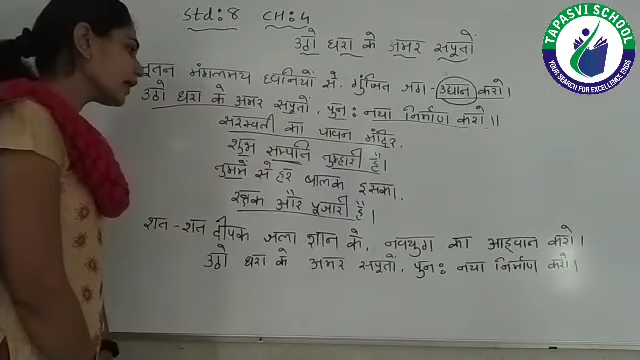 Std: 8 CH: 4
उठो धरा के अमर सपूतों
नूतन मंगलमय ध्वनियों से गुंजित जग-उद्यान करो।
उठो धरा के अमर सपूतों, पुनः नया निर्माण करो।।
सरस्वती का पावन मंदिर,
शुभ सम्पत्ति तुम्हारी है।
तुममें से हर बालक इसका,
रक्षक और पूजारी है।
शत-शत दीपक जला ज्ञान के, नवयुग का आह्वान करो।
उठो धरा के अमर सपूतों, पुनः नया निर्माण करो।
TAPASVI SCHOOL
YOUR SEARCH FOR EXCELLENCE ENDS